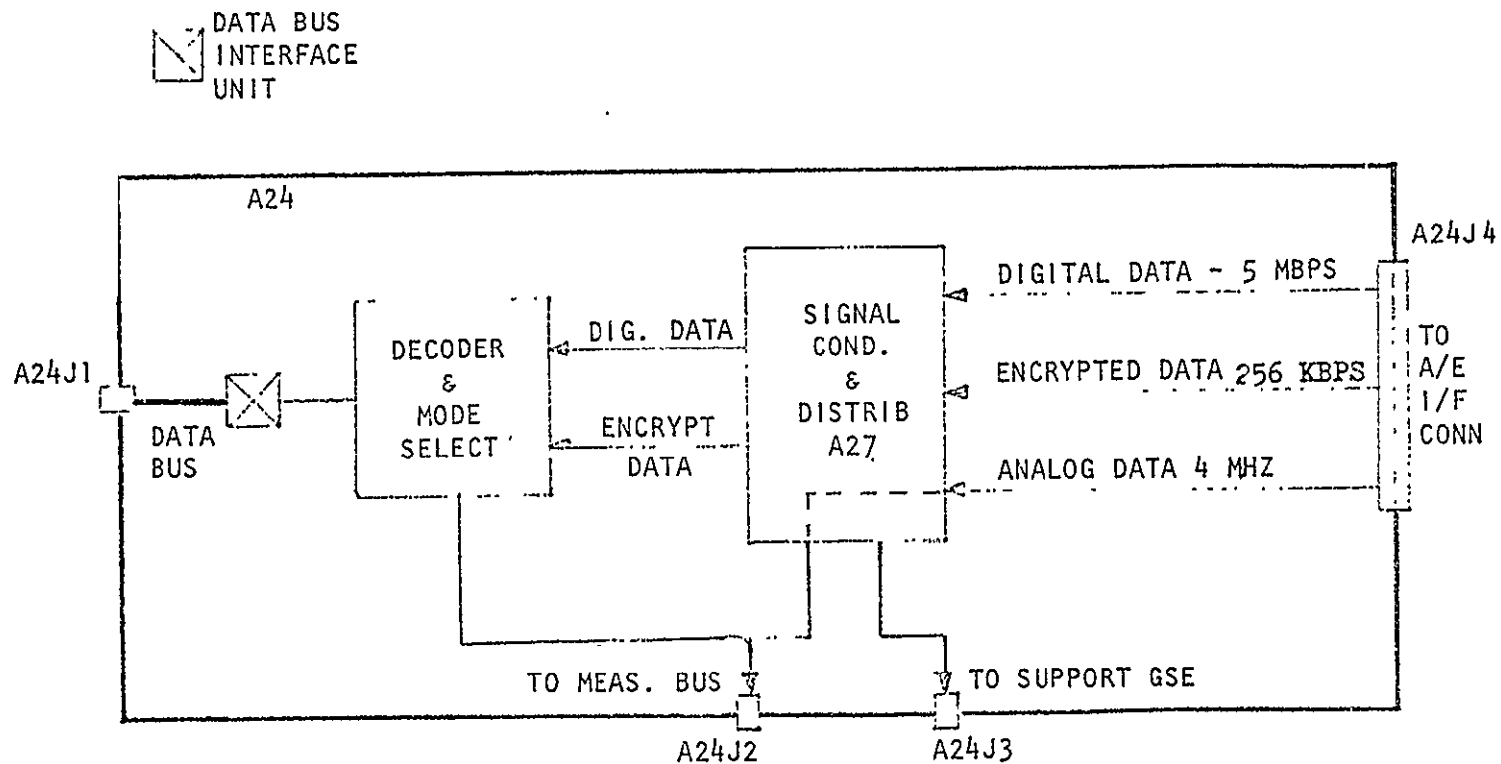 DATA BUS
INTERFACE
UNIT
A24
A24J4
DIGITAL DATA - 5 MBPS
SIGNAL
COND.
&
DISTRIB
A27
DIG. DATA
DECODER
&
MODE
SELECT
TO
A/E
I/F
CONN
A24J1
ENCRYPTED DATA 256 KBPS
DATA
BUS
ENCRYPT
DATA
ANALOG DATA 4 MHZ
TO MEAS. BUS
TO SUPPORT GSE
A24J2
A24J3